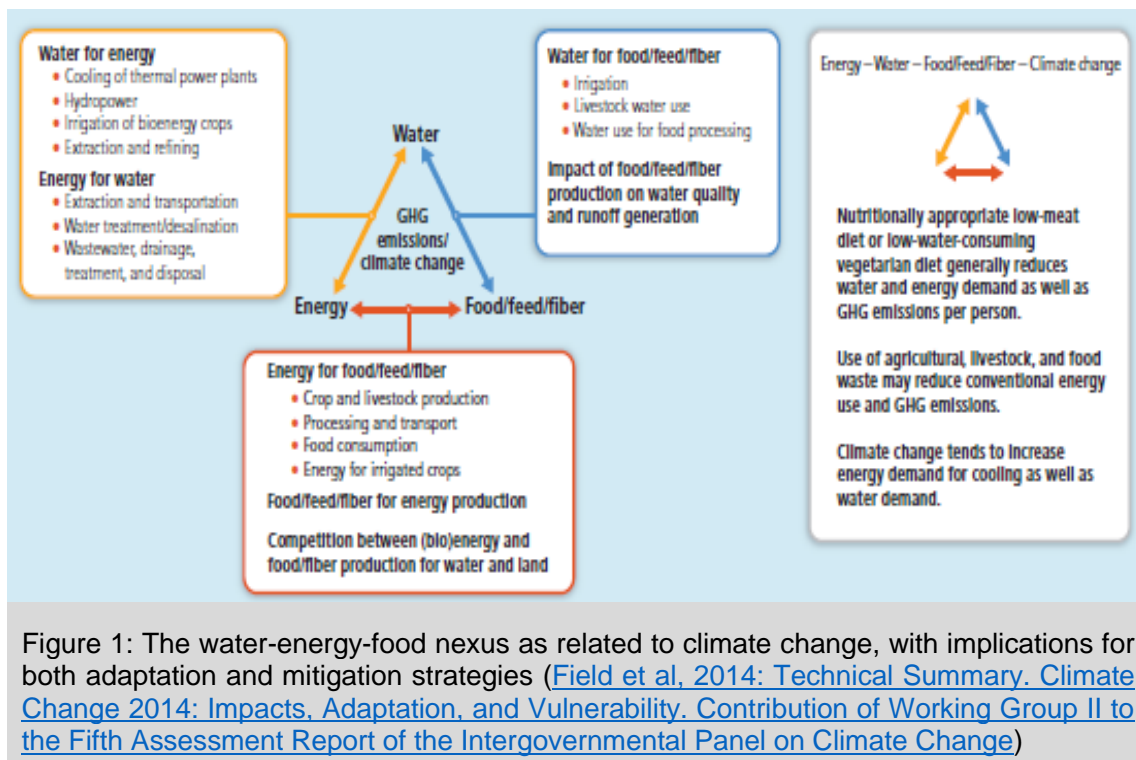 Water for energy
• Cooling of thermal power plants
• Hydropower
• Irrigation of bioenergy crops
• Extraction and refining
Energy for water
• Extraction and transportation
• Water treatment/desalination
• Wastewater, drainage,
treatment, and disposal
Water for food/feed/fiber
• Irrigation
• Livestock water use
• Water use for food processing
Impact of food/feed/fiber
production on water quality
and runoff generation
Water
GHG
emissions/
climate change
Energy
Food/feed/fiber
Energy for food/feed/fiber
• Crop and livestock production
• Processing and transport
• Food consumption
• Energy for irrigated crops
Food/feed/fiber for energy production
Competition between (bio)energy and
food/fiber production for water and land
Energy – Water – Food/Feed/Fiber – Climate change
Nutritionally appropriate low-meat
diet or low-water-consuming
vegetarian diet generally reduces
water and energy demand as well as
GHG emissions per person.
Use of agricultural, livestock, and food
waste may reduce conventional energy
use and GHG emissions.
Climate change tends to increase
energy demand for cooling as well as
water demand.
Figure 1: The water-energy-food nexus as related to climate change, with implications for
both adaptation and mitigation strategies (Field et al, 2014: Technical Summary. Climate
Change 2014: Impacts, Adaptation, and Vulnerability. Contribution of Working Group II to
the Fifth Assessment Report of the Intergovernmental Panel on Climate Change)